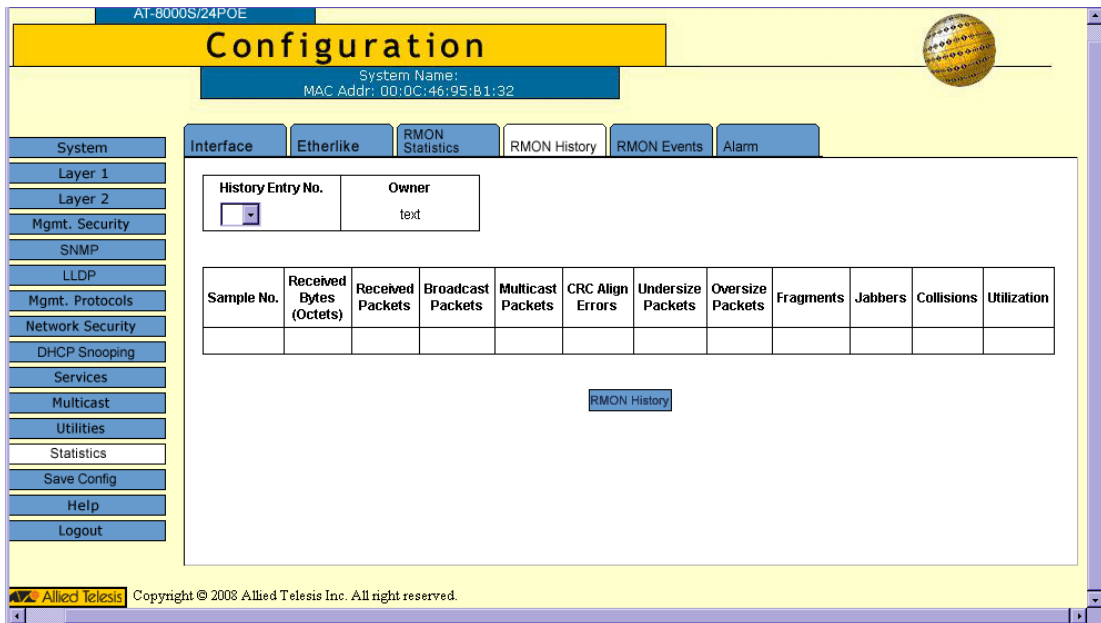 AT-8000S/24POE
Configuration
System Name:
MAC Addr: 00:0C:46:95:B1:32
Interface
Etherlike
RMON Statistics
RMON History
RMON Events
Alarm
System
Layer 1
Layer 2
Mgmt. Security
SNMP
LLDP
Mgmt. Protocols
Network Security
DHCP Snooping
Services
Multicast
Utilities
Statistics
Save Config
Help
Logout
History Entry No.
Owner
text
Sample No.
Received Bytes (Octets)
Received Packets
Broadcast Packets
Multicast Packets
CRC Align Errors
Undersize Packets
Oversize Packets
Fragments
Jabbers
Collisions
Utilization
RMON History
Allied Telesis
Copyright © 2008 Allied Telesis Inc. All right reserved.